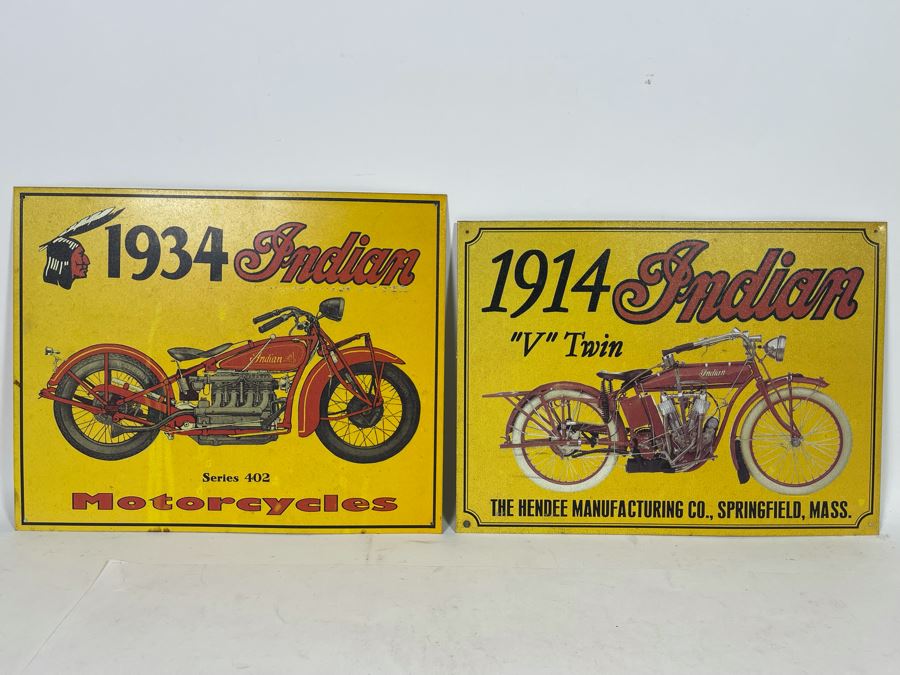 1934 Indian
Indian
Series 402
Motorcycles
1914 Indian
"V" Twin
Indian
THE HENDEE MANUFACTURING CO., SPRINGFIELD, MASS.